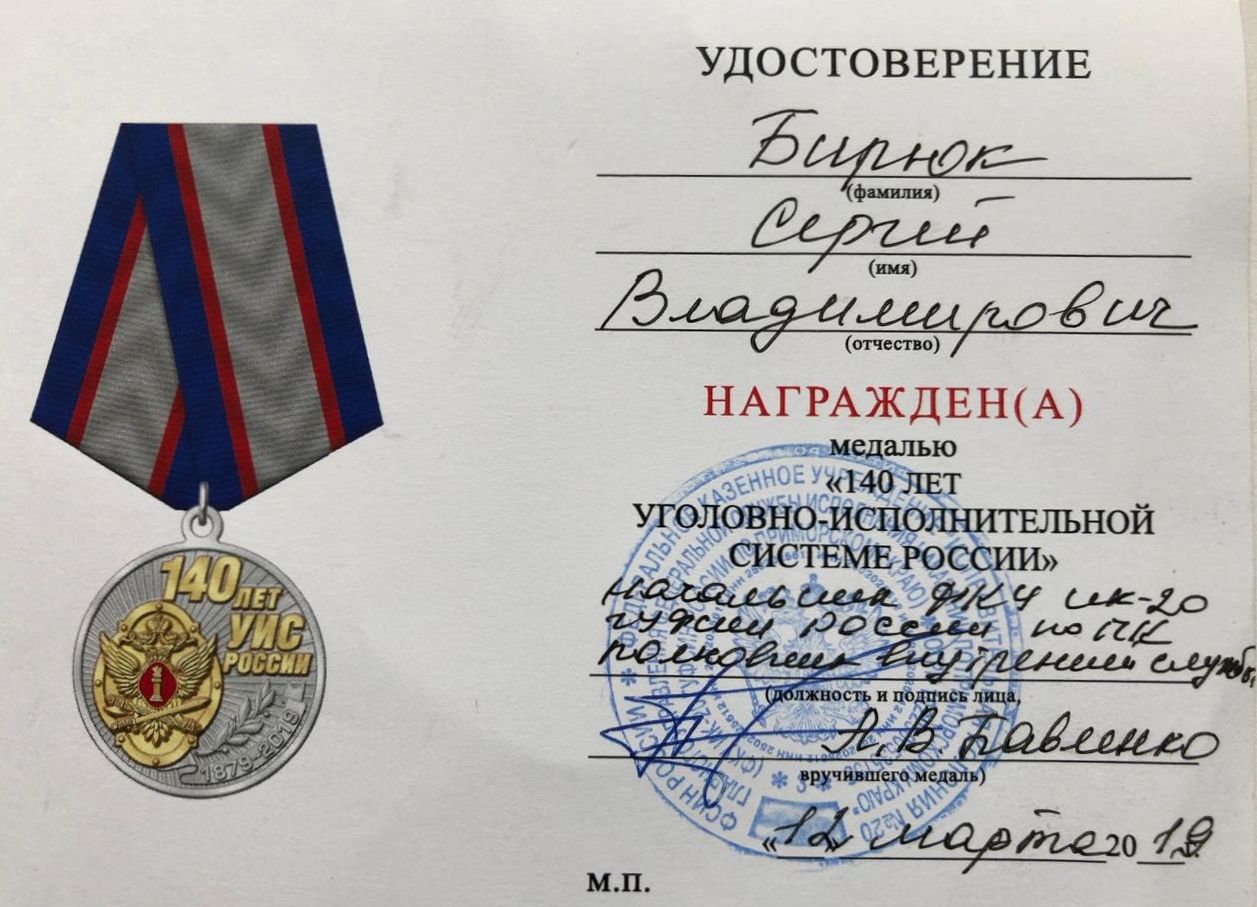 УДОСТОВЕРЕНИЕ
Бирюк
(фамилия)
Сергей
(имя)
Владимирович
(отчество)
НАГРАЖДЕН(А)
медалью
«140 ЛЕТ
УГОЛОВНО-ИСПОЛНИТЕЛЬНОЙ
СИСТЕМЕ РОССИИ»
начальник ФКУ ИК-20
ГУФСИН России по ПК
полковник внутренней службы
(должность и подпись лица,
А.В Бавленко
вручившего медаль)
«12» марта 2019
М.П.
140 ЛЕТ
УИС
РОССИИ
1879-2019